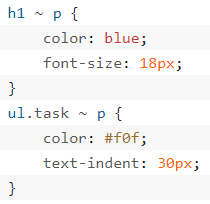 h1 ~ p {
    color: blue;
    font-size: 18px;
}
ul.task ~ p {
    color: #f0f;
    text-indent: 30px;
}